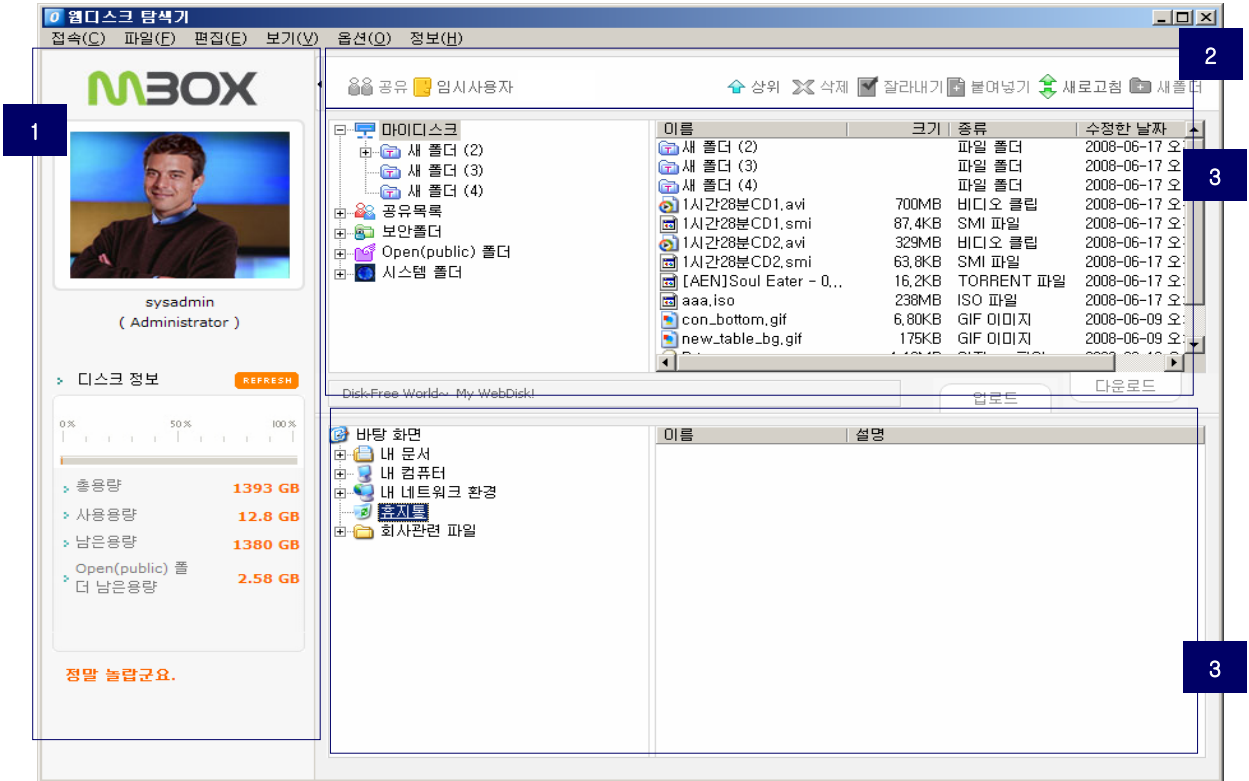 웹디스크 탐색기
접속(C) 파일(F) 편집(E) 보기(V) 옵션(O) 정보(H)
2
1
MBOX
공유 임시사용자 상위 삭제 잘라내기 붙여넣기 새로고침 새폴더
sysadmin
( Administrator )
디스크 정보 REFRESH
0% 50% 100%
총용량 1393 GB
사용용량 12.8 GB
남은용량 1380 GB
Open(public) 폴
더 남은용량 2.58 GB
정말 놀랍군요.
마이디스크
새 폴더 (2)
새 폴더 (3)
새 폴더 (4)
공유목록
보안폴더
Open(public) 폴더
시스템 폴더
3
이름 크기 종류 수정한 날짜
새 폴더 (2) 파일 폴더 2008-06-17 오
새 폴더 (3) 파일 폴더 2008-06-17 오
새 폴더 (4) 파일 폴더 2008-06-17 오
1시간28분CD1.avi 700MB 비디오 클립 2008-06-17 오
1시간28분CD1.smi 87.4KB SMI 파일 2008-06-17 오
1시간28분CD2.avi 329MB 비디오 클립 2008-06-17 오
1시간28분CD2.smi 63.8KB SMI 파일 2008-06-17 오
[AEN]Soul Eater - 0... 16.2KB TORRENT 파일 2008-06-17 오
aaa.iso 238MB ISO 파일 2008-06-17 오
con_bottom.gif 6.80KB GIF 이미지 2008-06-09 오
new_table_bg.gif 175KB GIF 이미지 2008-06-09 오
Disk-Free World~ My WebDisk!
업로드 다운로드
바탕 화면
내 문서
내 컴퓨터
내 네트워크 환경
휴지통
회사관련 파일
이름 설명
3